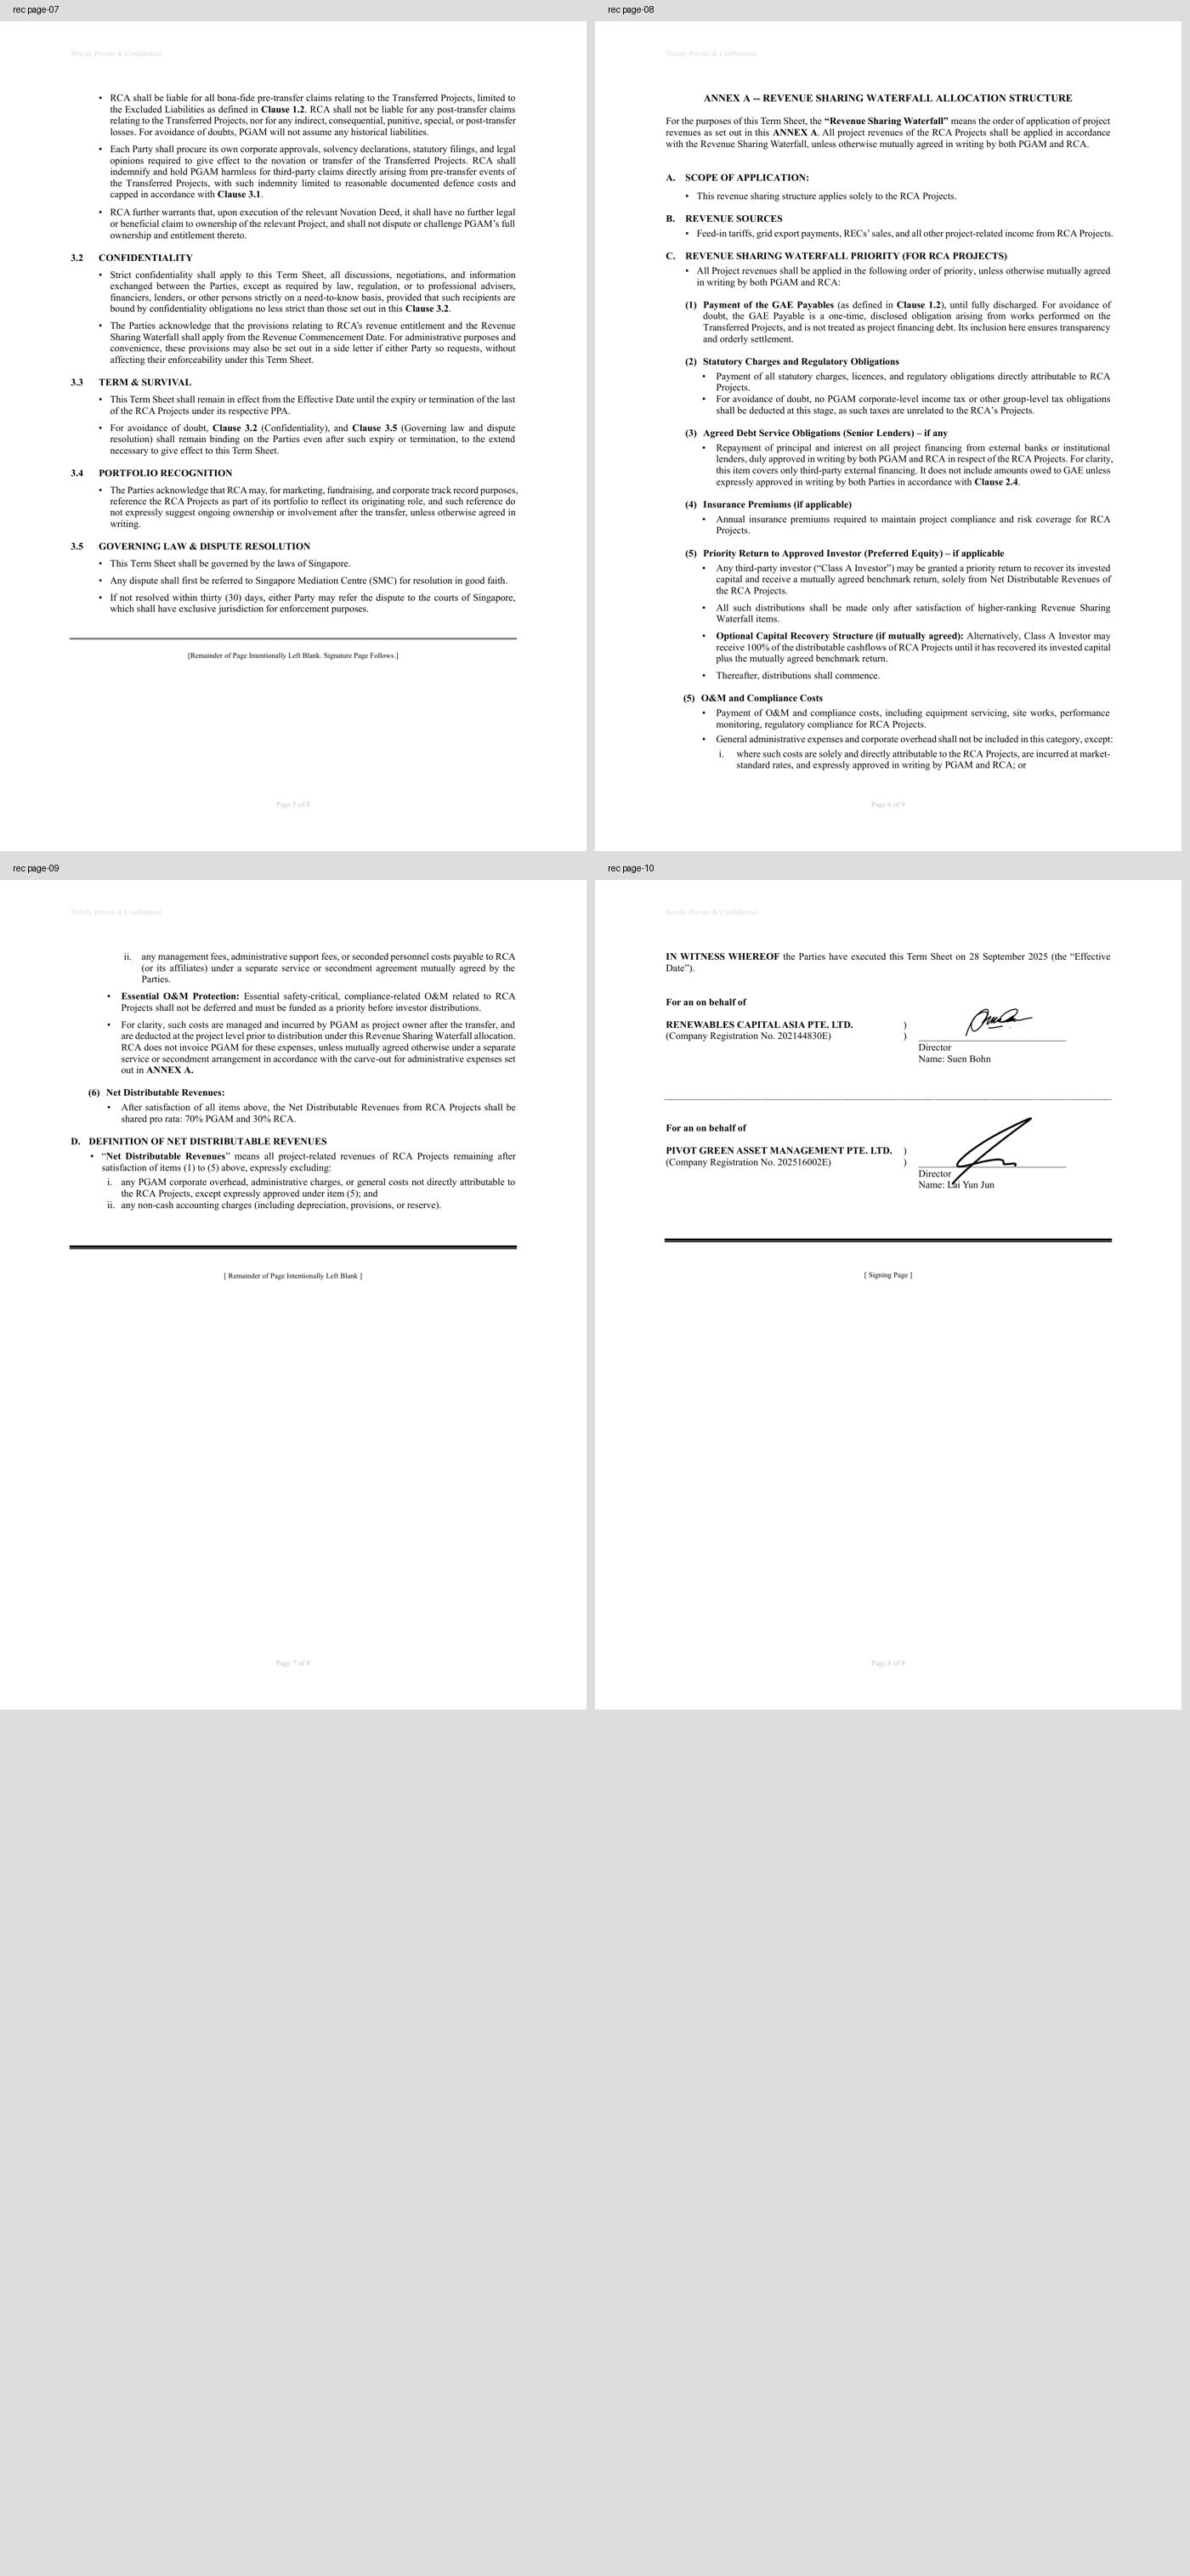 rec page-07
Strictly Private & Confidential
• RCA shall be liable for all bona-fide pre-transfer claims relating to the Transferred Projects, limited to
the Excluded Liabilities as defined in Clause 1.2. RCA shall not be liable for any post-transfer claims
relating to the Transferred Projects, nor for any indirect, consequential, punitive, special, or post-transfer
losses. For avoidance of doubts, PGAM will not assume any historical liabilities.
• Each Party shall procure its own corporate approvals, solvency declarations, statutory filings, and legal
opinions required to give effect to the novation or transfer of the Transferred Projects. RCA shall
indemnify and hold PGAM harmless for third-party claims directly arising from pre-transfer events of
the Transferred Projects, with such indemnity limited to reasonable documented defence costs and
capped in accordance with Clause 3.1.
• RCA further warrants that, upon execution of the relevant Novation Deed, it shall have no further legal
or beneficial claim to ownership of the relevant Project, and shall not dispute or challenge PGAM's full
ownership and entitlement thereto.
3.2 CONFIDENTIALITY
• Strict confidentiality shall apply to this Term Sheet, all discussions, negotiations, and information
exchanged between the Parties, except as required by law, regulation, or to professional advisers,
financiers, lenders, or other persons strictly on a need-to-know basis, provided that such recipients are
bound by confidentiality obligations no less strict than those set out in this Clause 3.2.
• The Parties acknowledge that the provisions relating to RCA's revenue entitlement and the Revenue
Sharing Waterfall shall apply from the Revenue Commencement Date. For administrative purposes and
convenience, these provisions may also be set out in a side letter if either Party so requests, without
affecting their enforceability under this Term Sheet.
3.3 TERM & SURVIVAL
• This Term Sheet shall remain in effect from the Effective Date until the expiry or termination of the last
of the RCA Projects under its respective PPA.
• For avoidance of doubt, Clause 3.2 (Confidentiality), and Clause 3.5 (Governing law and dispute
resolution) shall remain binding on the Parties even after such expiry or termination, to the extend
necessary to give effect to this Term Sheet.
3.4 PORTFOLIO RECOGNITION
• The Parties acknowledge that RCA may, for marketing, fundraising, and corporate track record purposes,
reference the RCA Projects as part of its portfolio to reflect its originating role, and such reference do
not expressly suggest ongoing ownership or involvement after the transfer, unless otherwise agreed in
writing.
3.5 GOVERNING LAW & DISPUTE RESOLUTION
• This Term Sheet shall be governed by the laws of Singapore.
• Any dispute shall first be referred to Singapore Mediation Centre (SMC) for resolution in good faith.
• If not resolved within thirty (30) days, either Party may refer the dispute to the courts of Singapore,
which shall have exclusive jurisdiction for enforcement purposes.
[Remainder of Page Intentionally Left Blank. Signature Page Follows.]
Page 5 of 8
rec page-08
Strictly Private & Confidential
ANNEX A -- REVENUE SHARING WATERFALL ALLOCATION STRUCTURE
For the purposes of this Term Sheet, the “Revenue Sharing Waterfall” means the order of application of project
revenues as set out in this ANNEX A. All project revenues of the RCA Projects shall be applied in accordance
with the Revenue Sharing Waterfall, unless otherwise mutually agreed in writing by both PGAM and RCA.
A. SCOPE OF APPLICATION:
• This revenue sharing structure applies solely to the RCA Projects.
B. REVENUE SOURCES
• Feed-in tariffs, grid export payments, RECs' sales, and all other project-related income from RCA Projects.
C. REVENUE SHARING WATERFALL PRIORITY (FOR RCA PROJECTS)
• All Project revenues shall be applied in the following order of priority, unless otherwise mutually agreed
in writing by both PGAM and RCA:
(1) Payment of the GAE Payables (as defined in Clause 1.2), until fully discharged. For avoidance of
doubt, the GAE Payable is a one-time, disclosed obligation arising from works performed on the
Transferred Projects, and is not treated as project financing debt. Its inclusion here ensures transparency
and orderly settlement.
(2) Statutory Charges and Regulatory Obligations
• Payment of all statutory charges, licences, and regulatory obligations directly attributable to RCA
Projects.
• For avoidance of doubt, no PGAM corporate-level income tax or other group-level tax obligations
shall be deducted at this stage, as such taxes are unrelated to the RCA's Projects.
(3) Agreed Debt Service Obligations (Senior Lenders) – if any
• Repayment of principal and interest on all project financing from external banks or institutional
lenders, duly approved in writing by both PGAM and RCA in respect of the RCA Projects. For clarity,
this item covers only third-party external financing. It does not include amounts owed to GAE unless
expressly approved in writing by both Parties in accordance with Clause 2.4.
(4) Insurance Premiums (if applicable)
• Annual insurance premiums required to maintain project compliance and risk coverage for RCA
Projects.
(5) Priority Return to Approved Investor (Preferred Equity) – if applicable
• Any third-party investor (“Class A Investor”) may be granted a priority return to recover its invested
capital and receive a mutually agreed benchmark return, solely from Net Distributable Revenues of
the RCA Projects.
• All such distributions shall be made only after satisfaction of higher-ranking Revenue Sharing
Waterfall items.
• Optional Capital Recovery Structure (if mutually agreed): Alternatively, Class A Investor may
receive 100% of the distributable cashflows of RCA Projects until it has recovered its invested capital
plus the mutually agreed benchmark return.
• Thereafter, distributions shall commence.
(5) O&M and Compliance Costs
• Payment of O&M and compliance costs, including equipment servicing, site works, performance
monitoring, regulatory compliance for RCA Projects.
• General administrative expenses and corporate overhead shall not be included in this category, except:
i. where such costs are solely and directly attributable to the RCA Projects, are incurred at market-
standard rates, and expressly approved in writing by PGAM and RCA; or
Page 6 of 8
rec page-09
Strictly Private & Confidential
ii. any management fees, administrative support fees, or seconded personnel costs payable to RCA
(or its affiliates) under a separate service or secondment agreement mutually agreed by the
Parties.
• Essential O&M Protection: Essential safety-critical, compliance-related O&M related to RCA
Projects shall not be deferred and must be funded as a priority before investor distributions.
• For clarity, such costs are managed and incurred by PGAM as project owner after the transfer, and
are deducted at the project level prior to distribution under this Revenue Sharing Waterfall allocation.
RCA does not invoice PGAM for these expenses, unless mutually agreed otherwise under a separate
service or secondment arrangement in accordance with the carve-out for administrative expenses set
out in ANNEX A.
(6) Net Distributable Revenues:
• After satisfaction of all items above, the Net Distributable Revenues from RCA Projects shall be
shared pro rata: 70% PGAM and 30% RCA.
D. DEFINITION OF NET DISTRIBUTABLE REVENUES
• “Net Distributable Revenues” means all project-related revenues of RCA Projects remaining after
satisfaction of items (1) to (5) above, expressly excluding:
i. any PGAM corporate overhead, administrative charges, or general costs not directly attributable to
the RCA Projects, except expressly approved under item (5); and
ii. any non-cash accounting charges (including depreciation, provisions, or reserve).
[ Remainder of Page Intentionally Left Blank ]
Page 7 of 8
rec page-10
Strictly Private & Confidential
IN WITNESS WHEREOF the Parties have executed this Term Sheet on 28 September 2025 (the “Effective
Date”).
For an on behalf of
RENEWABLES CAPITAL ASIA PTE. LTD. )
(Company Registration No. 202144830E) )
Director
Name: Suen Bohn
For an on behalf of
PIVOT GREEN ASSET MANAGEMENT PTE. LTD. )
(Company Registration No. 202516002E) )
Director
Name: Lai Yun Jun
[ Signing Page ]
Page 8 of 8